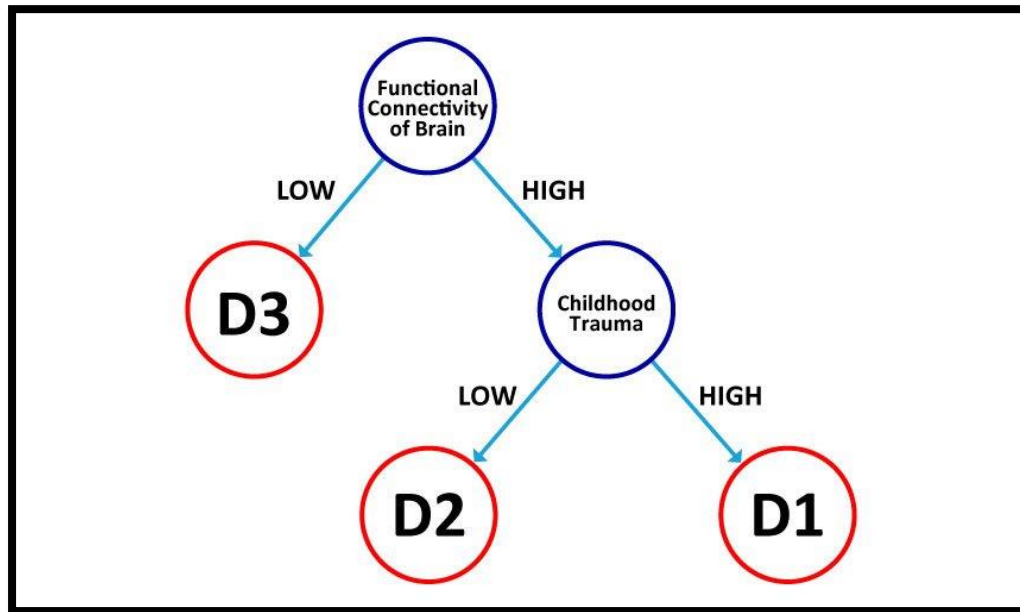 Functional
Connectivity
of Brain
LOW
HIGH
D3
Childhood
Trauma
LOW
HIGH
D2
D1